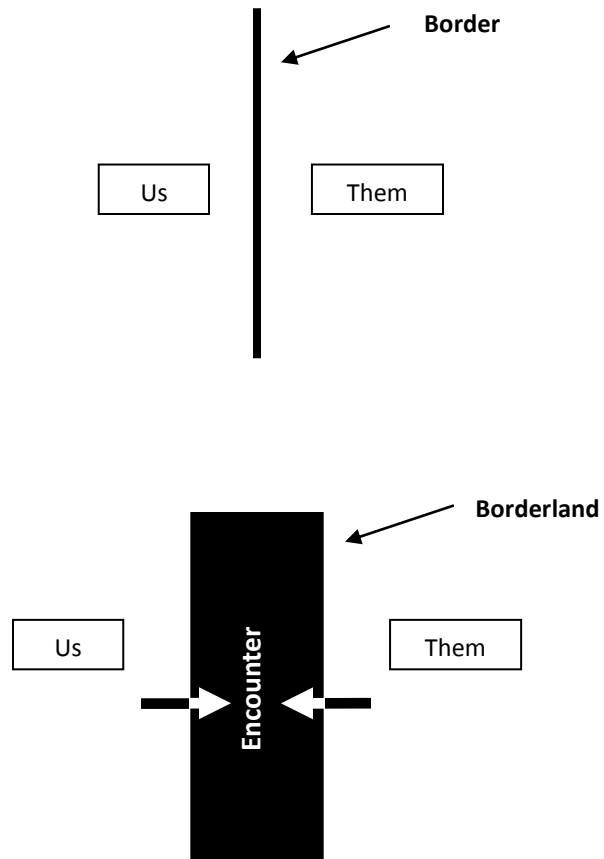 Border
Us
Them
Borderland
Us
Them
Encounter